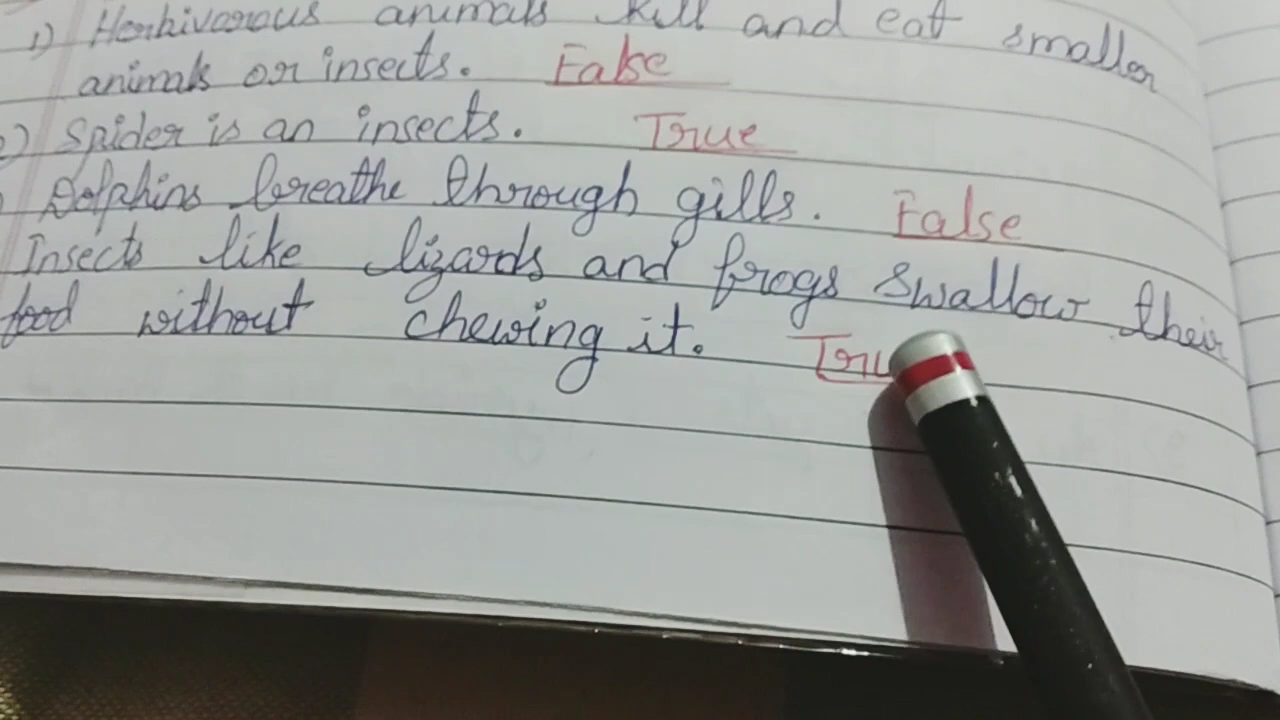 1) Herbivorous animals kill and eat smaller
animals or insects. False
2) Spider is an insects. True
Dolphins breathe through gills. False
Insects like lizards and frogs swallow their
food without chewing it. Tru